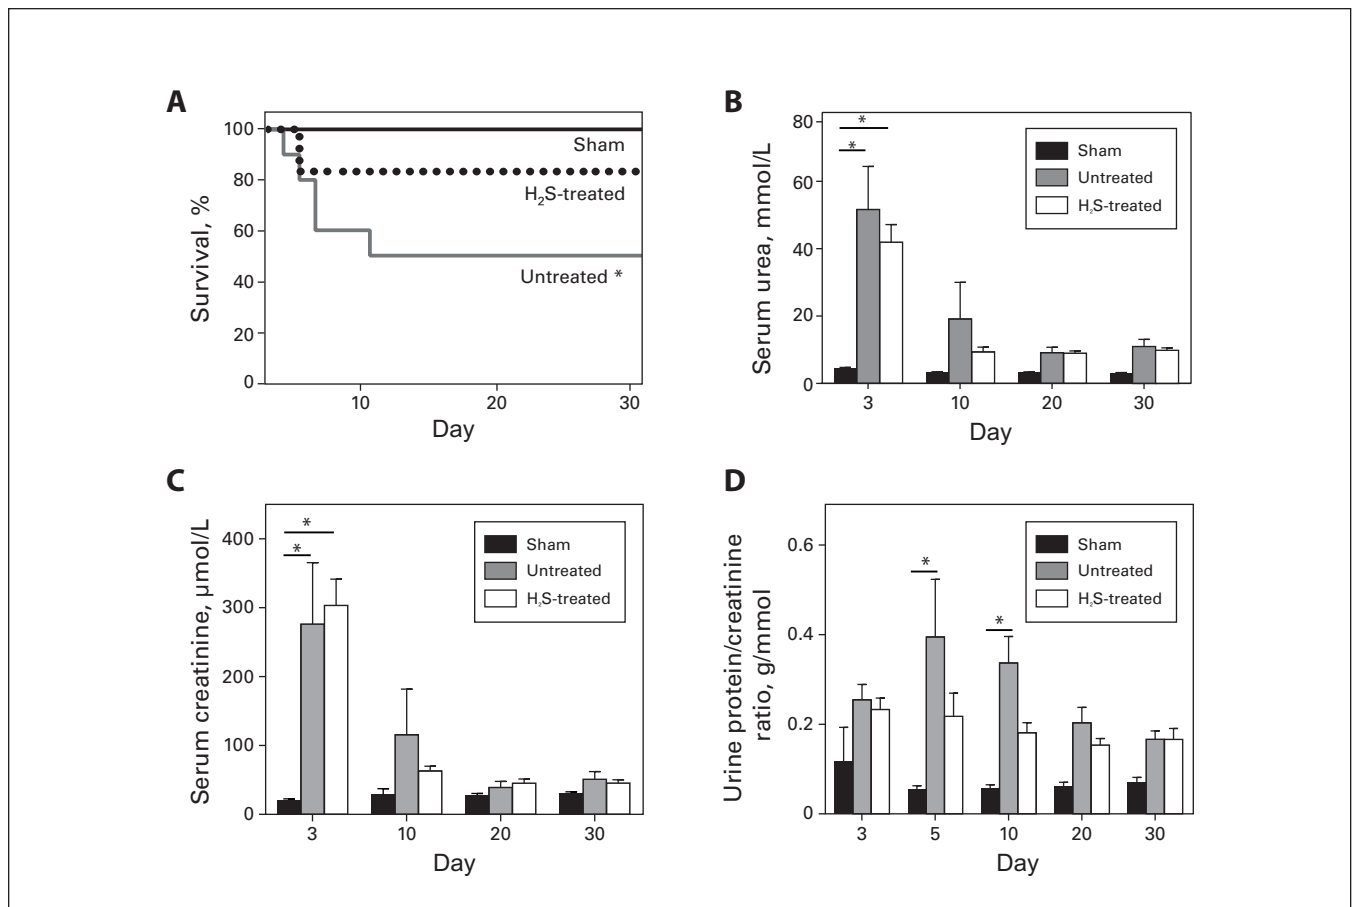 A
100
80
60
40
20
0
Survival, %
Sham
H₂S-treated
Untreated *
10 20 30
Day
B
80
60
40
20
0
Serum urea, mmol/L
*
*
Sham
Untreated
H₂S-treated
3 10 20 30
Day
C
400
300
200
100
0
Serum creatinine, µmol/L
*
*
Sham
Untreated
H₂S-treated
3 10 20 30
Day
D
0.6
0.4
0.2
0
Urine protein/creatinine
ratio, g/mmol
*
*
Sham
Untreated
H₂S-treated
3 5 10 20 30
Day